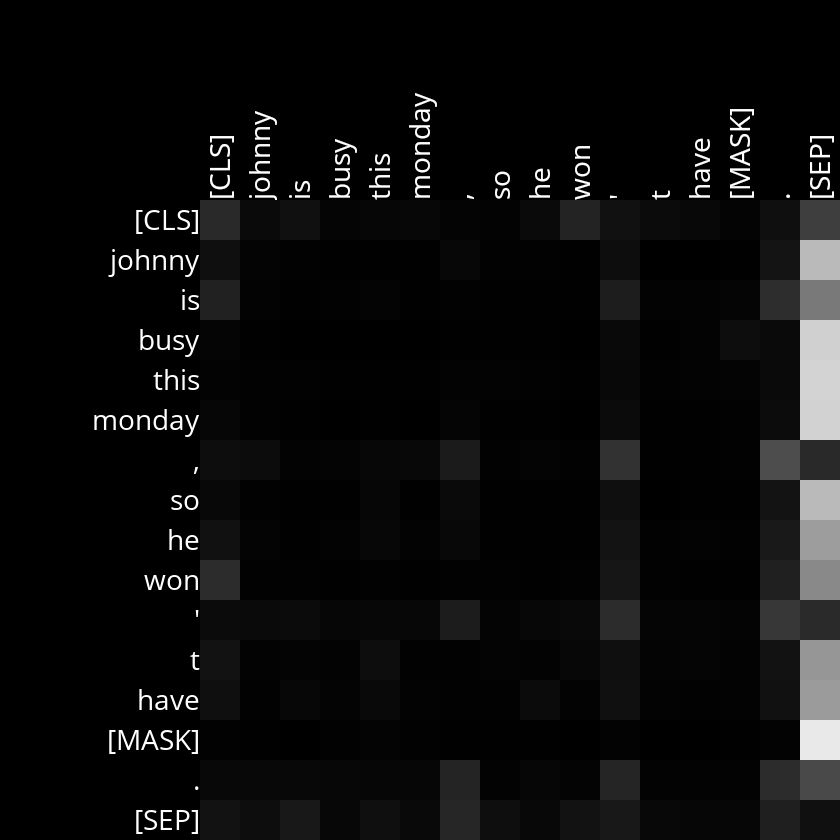 [CLS] johnny is busy this monday , so he won ' t have [MASK] . [SEP]
[CLS]
johnny
is
busy
this
monday
,
so
he
won
'
t
have
[MASK]
.
[SEP]